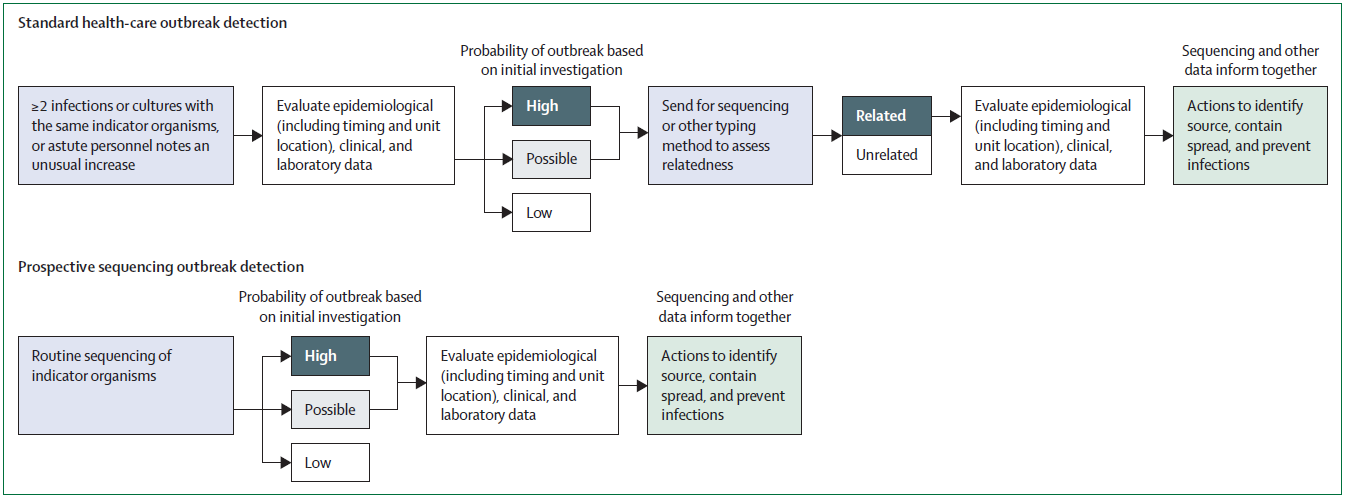 Standard health-care outbreak detection
Probability of outbreak based
on initial investigation
Sequencing and other
data inform together
≥2 infections or cultures with
the same indicator organisms,
or astute personnel notes an
unusual increase
Evaluate epidemiological
(including timing and unit
location), clinical, and
laboratory data
High
Possible
Low
Send for sequencing
or other typing
method to assess
relatedness
Related
Unrelated
Evaluate epidemiological
(including timing and
unit location), clinical,
and laboratory data
Actions to identify
source, contain
spread, and prevent
infections
Prospective sequencing outbreak detection
Probability of outbreak based
on initial investigation
Sequencing and other
data inform together
Routine sequencing of
indicator organisms
High
Possible
Low
Evaluate epidemiological
(including timing and unit
location), clinical, and
laboratory data
Actions to identify
source, contain
spread, and prevent
infections